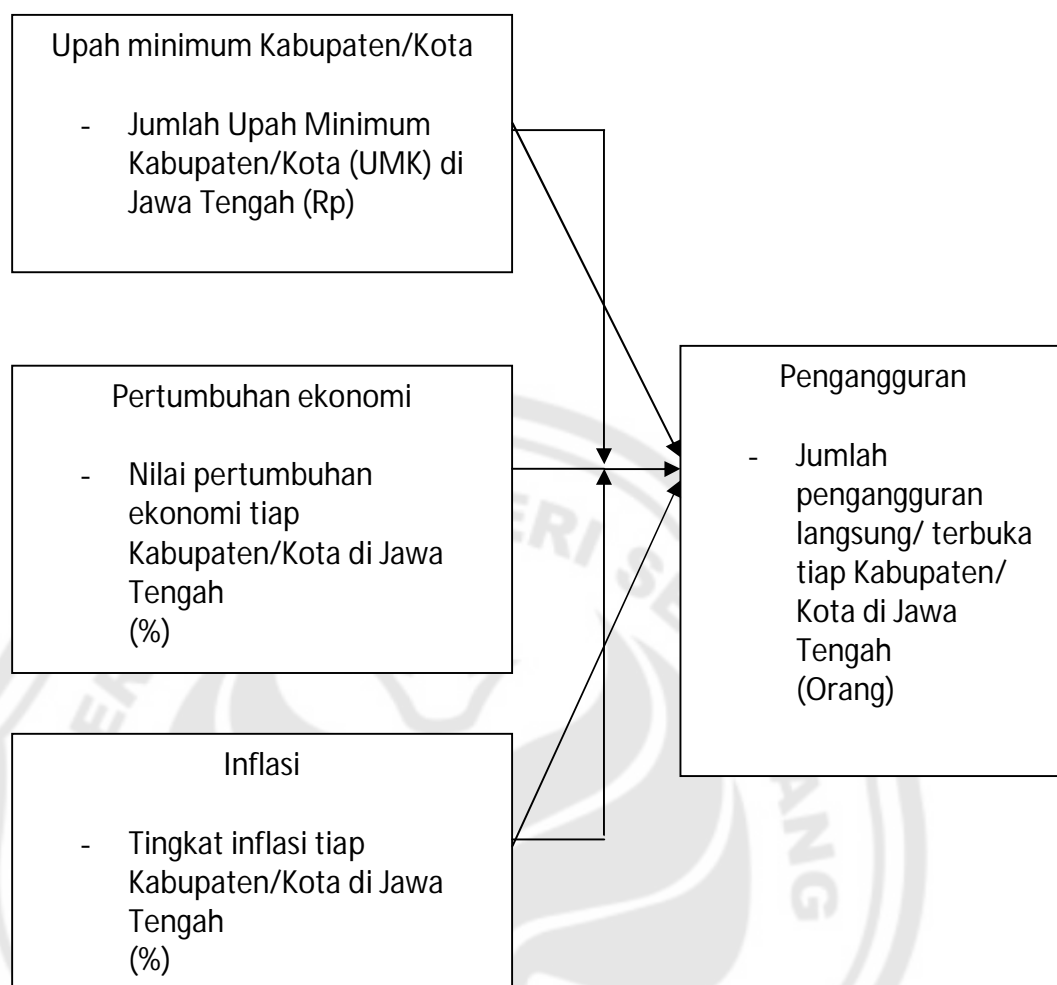 Upah minimum Kabupaten/Kota
- Jumlah Upah Minimum
Kabupaten/Kota (UMK) di
Jawa Tengah (Rp)
Pertumbuhan ekonomi
- Nilai pertumbuhan
ekonomi tiap
Kabupaten/Kota di Jawa
Tengah
(%)
Inflasi
- Tingkat inflasi tiap
Kabupaten/Kota di Jawa
Tengah
(%)
Pengangguran
- Jumlah
pengangguran
langsung/ terbuka
tiap Kabupaten/
Kota di Jawa
Tengah
(Orang)